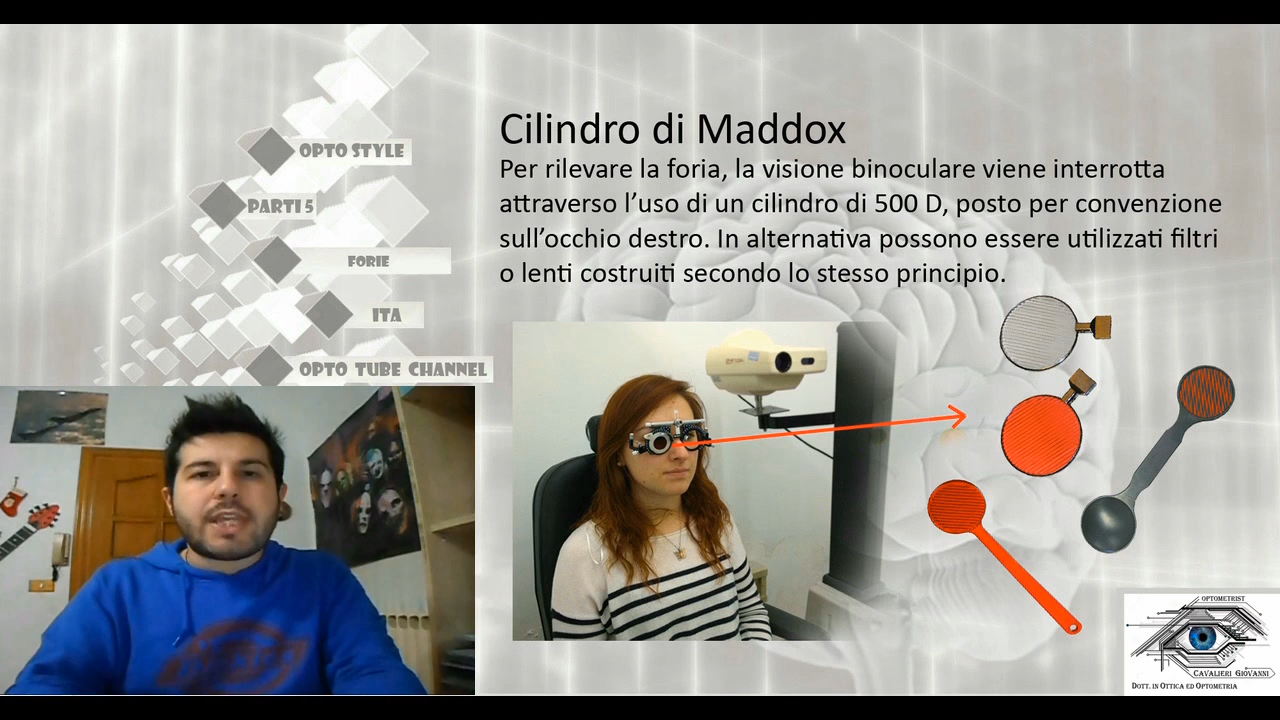 OPTO STYLE
PARTI 5
FORIE
ITA
OPTO TUBE CHANNEL
Cilindro di Maddox
Per rilevare la foria, la visione binoculare viene interrotta
attraverso l'uso di un cilindro di 500 D, posto per convenzione
sull'occhio destro. In alternativa possono essere utilizzati filtri
o lenti costruiti secondo lo stesso principio.
OPTOMETRIST
CAVALIERI GIOVANNI
DOTT. IN OTTICA ED OPTOMETRIA